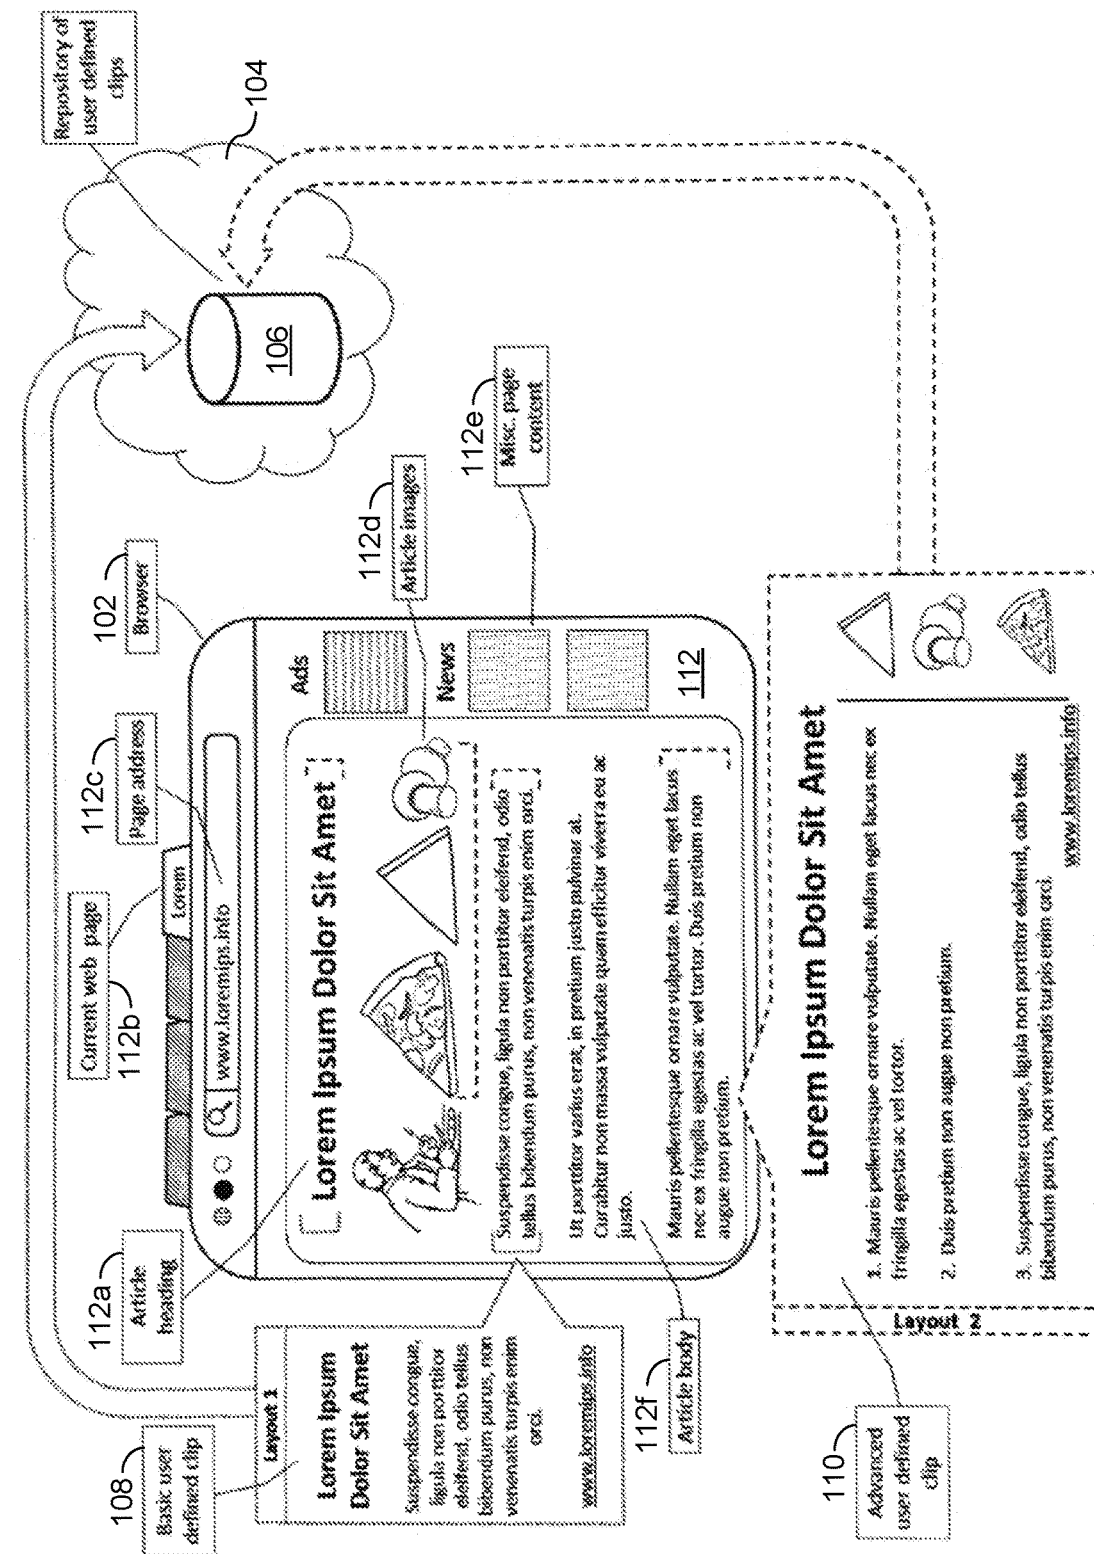 108
Basic user
defined clip
112a
Article
heading
112b
Current web page
112c
Page address
102
Browser
Repository of
user defined
clips
104
106
Lorem
www.loremips.info
Layout 1
Lorem Ipsum
Dolor Sit Amet
Suspendisse congue,
ligula non porttitor
eleifend, odio tellus
bibendum purus, non
venenatis turpis enim
orci.
www.loremips.info
Lorem Ipsum Dolor Sit Amet
Ads
News
112
Suspendisse congue, ligula non porttitor eleifend, odio
tellus bibendum purus, non venenatis turpis enim orci.
Ut porttitor varius erat, in pretium justo pulvinar at.
Curabitur non massa vulputate quam efficitur viverra eu ac
justo.
Mauris pellentesque ornare vulputate. Nullam eget lacus
nec ex fringilla egestas ac vel tortor. Duis pretium non
augue non pretium.
112d
Article images
112e
Misc. page
content
112f
Article body
110
Advanced
user defined
clip
Layout 2
Lorem Ipsum Dolor Sit Amet
1. Mauris pellentesque ornare vulputate. Nullam eget lacus nec ex
fringilla egestas ac vel tortor.
2. Duis pretium non augue non pretium.
3. Suspendisse congue, ligula non porttitor eleifend, odio tellus
bibendum purus, non venenatis turpis enim orci.
www.loremips.info